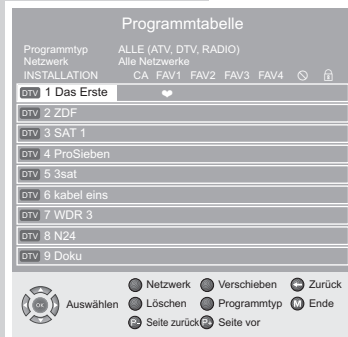 Programmtabelle
Programmtyp ALLE (ATV, DTV, RADIO)
Netzwerk Alle Netzwerke
INSTALLATION CA FAV1 FAV2 FAV3 FAV4
DTV 1 Das Erste
DTV 2 ZDF
DTV 3 SAT 1
DTV 4 ProSieben
DTV 5 3sat
DTV 6 kabel eins
DTV 7 WDR 3
DTV 8 N24
DTV 9 Doku
Netzwerk Verschieben Zurück
OK Auswählen Löschen Programmtyp M Ende
P- Seite zurück P+ Seite vor